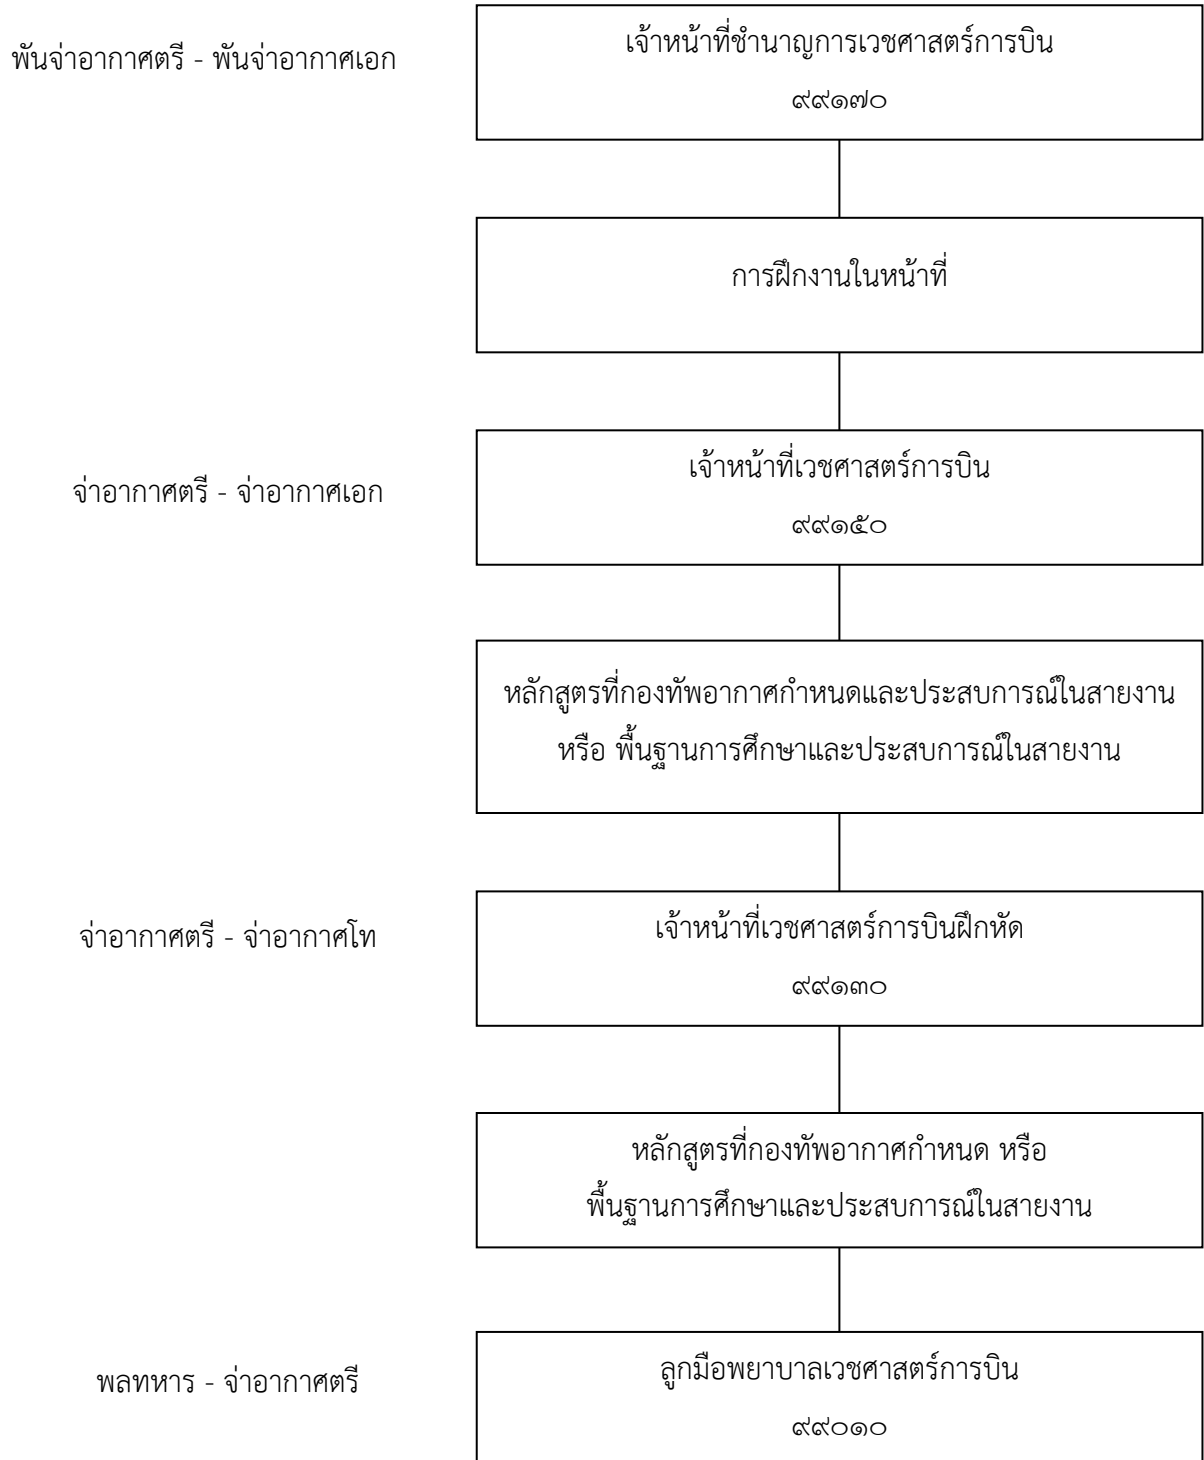 พันจ่าอากาศตรี - พันจ่าอากาศเอก
เจ้าหน้าที่ชำนาญการเวชศาสตร์การบิน
๙๙๑๗๐
การฝึกงานในหน้าที่
จ่าอากาศตรี - จ่าอากาศเอก
เจ้าหน้าที่เวชศาสตร์การบิน
๙๙๑๕๐
หลักสูตรที่กองทัพอากาศกำหนดและประสบการณ์ในสายงาน
หรือ พื้นฐานการศึกษาและประสบการณ์ในสายงาน
จ่าอากาศตรี - จ่าอากาศโท
เจ้าหน้าที่เวชศาสตร์การบินฝึกหัด
๙๙๑๓๐
หลักสูตรที่กองทัพอากาศกำหนด หรือ
พื้นฐานการศึกษาและประสบการณ์ในสายงาน
พลทหาร - จ่าอากาศตรี
ลูกมือพยาบาลเวชศาสตร์การบิน
๙๙๐๑๐